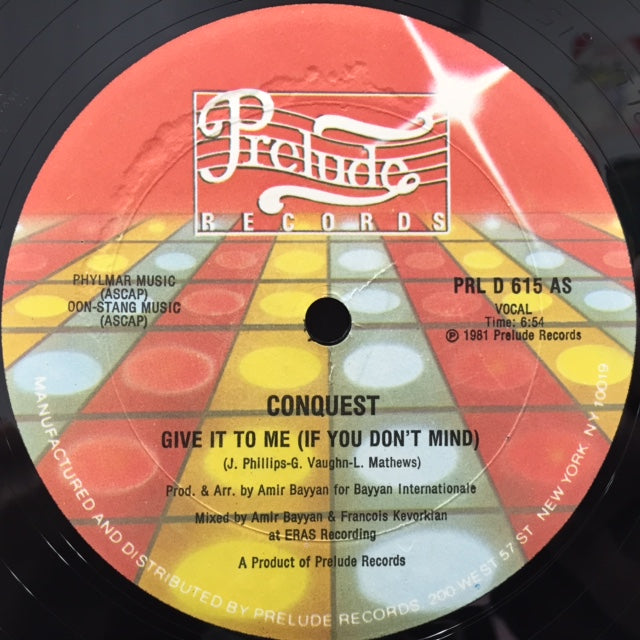 Prelude
RECORDS
PHYLMAR MUSIC
(ASCAP)
OON-STANG MUSIC
(ASCAP)
PRL D 615 AS
VOCAL
Time: 6:54
℗ 1981 Prelude Records
CONQUEST
GIVE IT TO ME (IF YOU DON'T MIND)
(J. Phillips-G. Vaughn-L. Mathews)
Prod. & Arr. by Amir Bayyan for Bayyan Internationale
Mixed by Amir Bayyan & Francois Kevorkian
at ERAS Recording
A Product of Prelude Records
MANUFACTURED AND DISTRIBUTED BY PRELUDE RECORDS, 200 WEST 57 ST NEW YORK, NY 10019